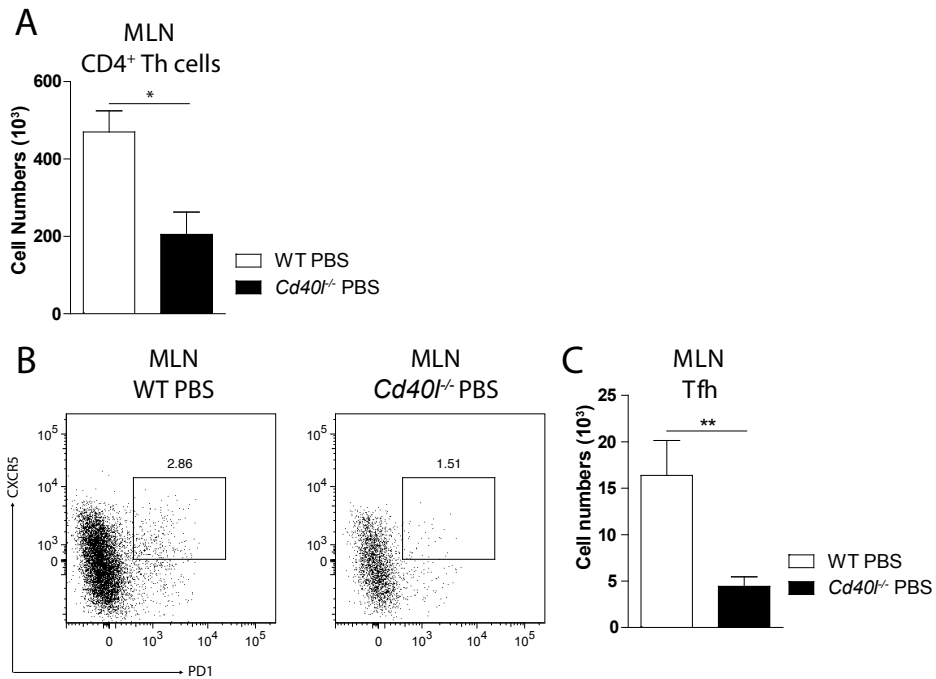 A
MLN
CD4⁺ Th cells
Cell Numbers (10³)
600
400
200
0
*
WT PBS
Cd40l⁻/⁻ PBS
B
MLN
WT PBS
MLN
Cd40l⁻/⁻ PBS
CXCR5
10⁵
10⁴
10³
0
2.86
0 10³ 10⁴ 10⁵
10⁵
10⁴
10³
0
1.51
0 10³ 10⁴ 10⁵
PD1
C
MLN
Tfh
Cell numbers (10³)
25
20
15
10
5
0
**
WT PBS
Cd40l⁻/⁻ PBS